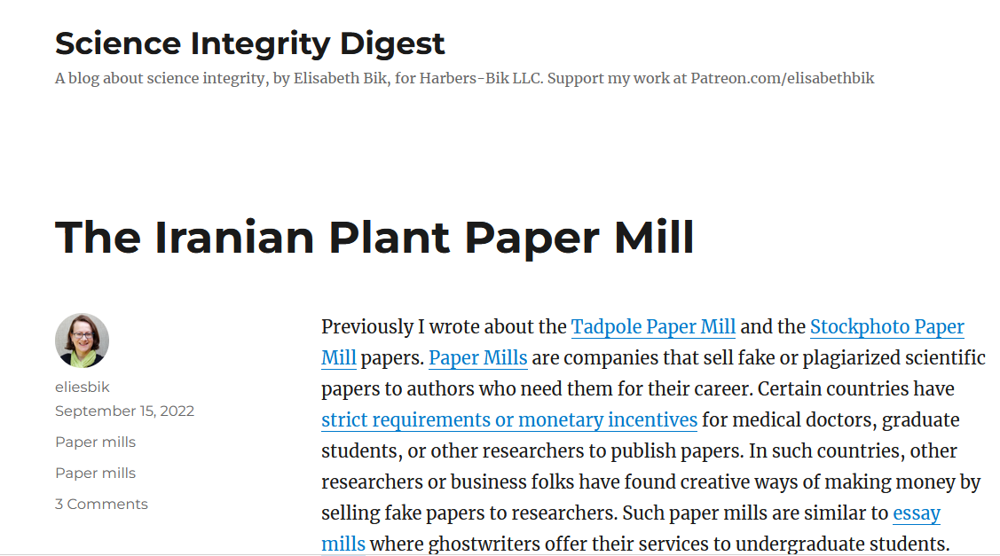 Science Integrity Digest
A blog about science integrity, by Elisabeth Bik, for Harbers-Bik LLC. Support my work at Patreon.com/elisabethbik
The Iranian Plant Paper Mill
eliesbik
September 15, 2022
Paper mills
Paper mills
3 Comments
Previously I wrote about the Tadpole Paper Mill and the Stockphoto Paper
Mill papers. Paper Mills are companies that sell fake or plagiarized scientific
papers to authors who need them for their career. Certain countries have
strict requirements or monetary incentives for medical doctors, graduate
students, or other researchers to publish papers. In such countries, other
researchers or business folks have found creative ways of making money by
selling fake papers to researchers. Such paper mills are similar to essay
mills where ghostwriters offer their services to undergraduate students.